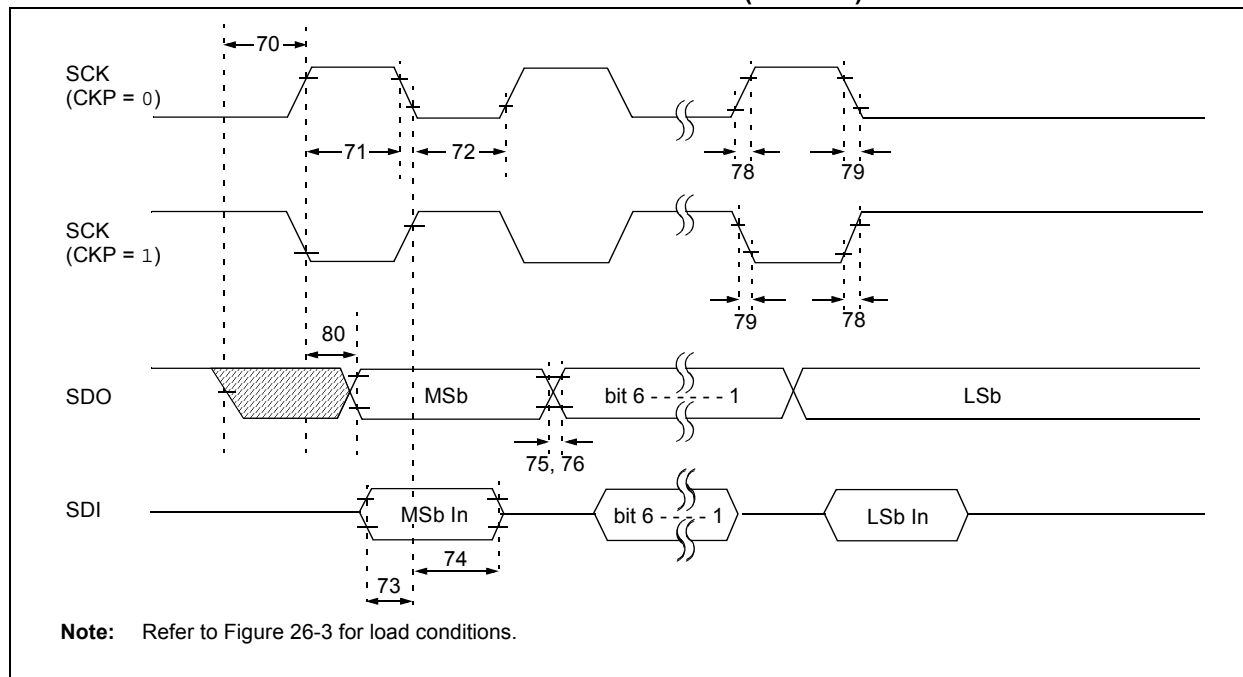 70
SCK
(CKP = 0)
71
72
78
79
SCK
(CKP = 1)
79
78
80
SDO
MSb
bit 6 - - - - - - 1
LSb
75, 76
SDI
MSb In
bit 6 - - - - 1
LSb In
74
73
Note: Refer to Figure 26-3 for load conditions.